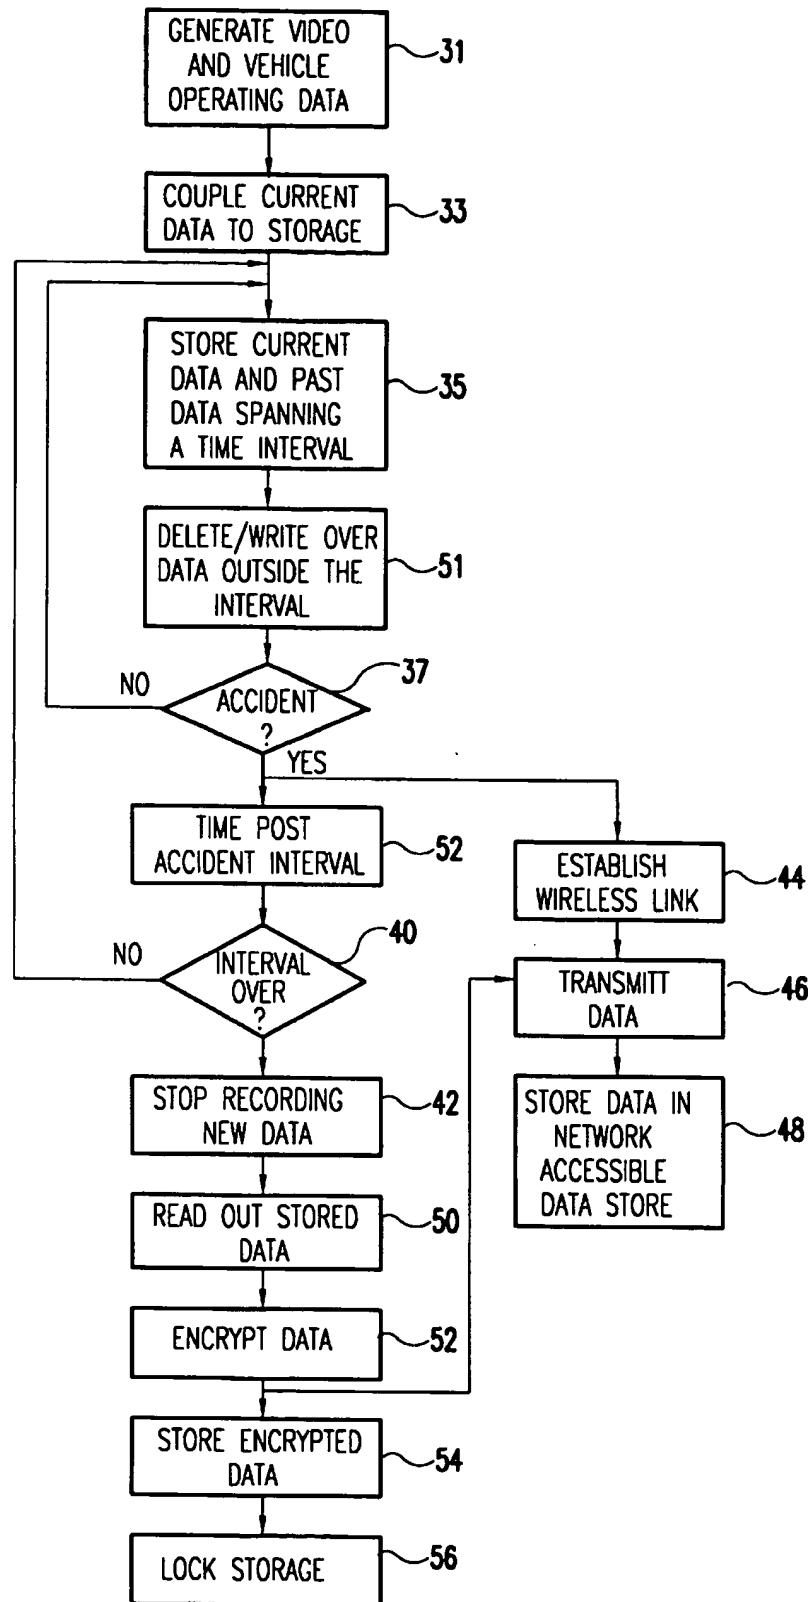 GENERATE VIDEO
AND VEHICLE
OPERATING DATA
31
COUPLE CURRENT
DATA TO STORAGE
33
STORE CURRENT
DATA AND PAST
DATA SPANNING
A TIME INTERVAL
35
DELETE/WRITE OVER
DATA OUTSIDE THE
INTERVAL
51
NO
ACCIDENT
?
37
YES
TIME POST
ACCIDENT INTERVAL
52
ESTABLISH
WIRELESS LINK
44
NO
INTERVAL
OVER
?
40
TRANSMITT
DATA
46
STOP RECORDING
NEW DATA
42
STORE DATA IN
NETWORK
ACCESSIBLE
DATA STORE
48
READ OUT STORED
DATA
50
ENCRYPT DATA
52
STORE ENCRYPTED
DATA
54
LOCK STORAGE
56